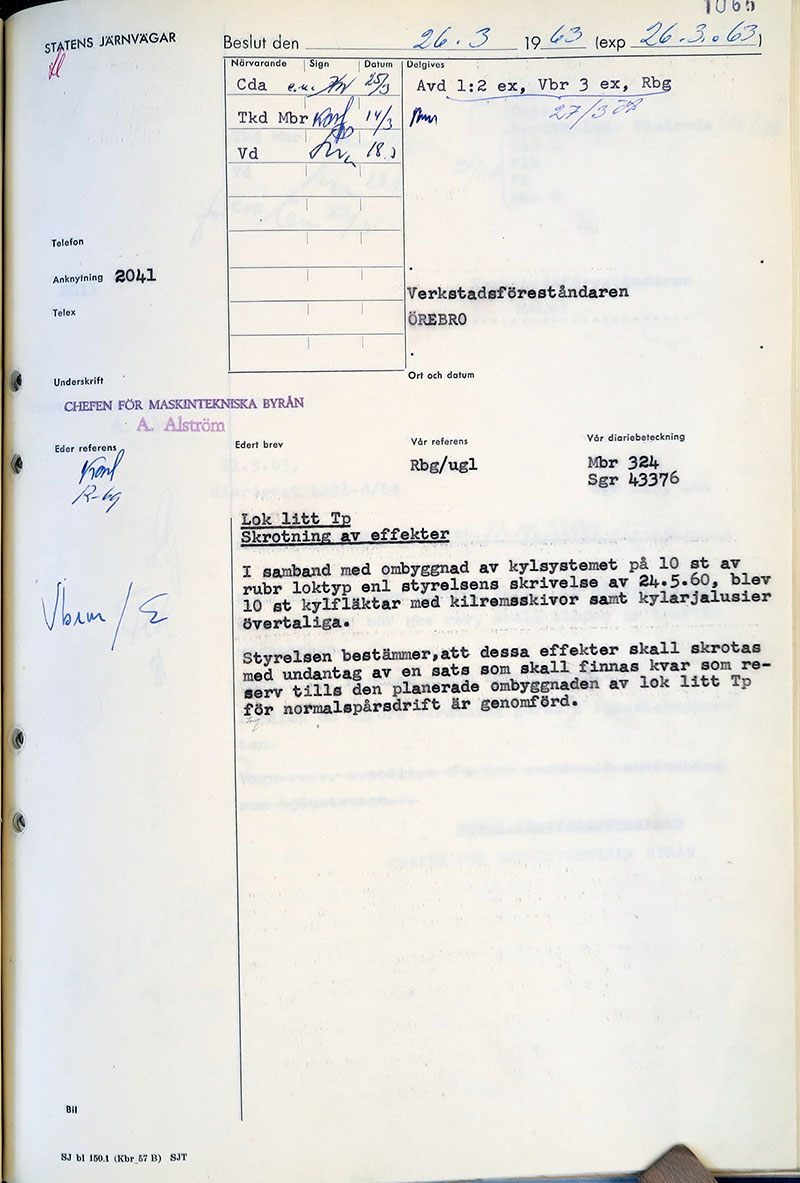 1065
STATENS JÄRNVÄGAR
Beslut den 26.3 1963 (exp 26.3.63)
Närvarande Sign Datum Delgives
Cda 25/3 Avd 1:2 ex, Vbr 3 ex, Rbg
27/3
Tkd Mbr 14/3
Vd 18.3
Telefon
Anknytning 2041
Telex
Verkstadsföreståndaren
ÖREBRO
Underskrift
Ort och datum
CHEFEN FÖR MASKINTEKNISKA BYRÅN
A. Alström
Eder referens Edert brev Vår referens Vår diariebeteckning
Rbg/ugl Mbr 324
Sgr 43376
Lok litt Tp
Skrotning av effekter
I samband med ombyggnad av kylsystemet på 10 st av
rubr loktyp enl styrelsens skrivelse av 24.5.60, blev
10 st kylfläktar med kilremsskivor samt kylarjalusier
övertaliga.
Styrelsen bestämmer,att dessa effekter skall skrotas
med undantag av en sats som skall finnas kvar som re-
serv tills den planerade ombyggnaden av lok litt Tp
för normalspårsdrift är genomförd.
Bil
SJ bl 150.1 (Kbr 57 B) SJT